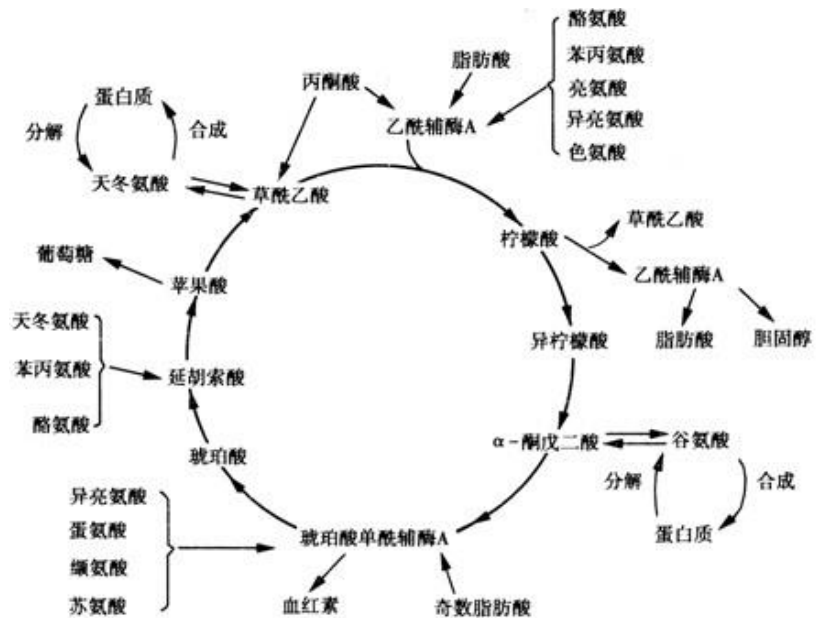 酪氨酸
苯丙氨酸
亮氨酸
异亮氨酸
色氨酸
脂肪酸
丙酮酸
乙酰辅酶A
蛋白质
分解
合成
天冬氨酸
草酰乙酸
柠檬酸
草酰乙酸
乙酰辅酶A
脂肪酸
胆固醇
葡萄糖
苹果酸
异柠檬酸
天冬氨酸
苯丙氨酸
酪氨酸
延胡索酸
琥珀酸
α-酮戊二酸
谷氨酸
分解
合成
蛋白质
异亮氨酸
蛋氨酸
缬氨酸
苏氨酸
琥珀酸单酰辅酶A
血红素
奇数脂肪酸